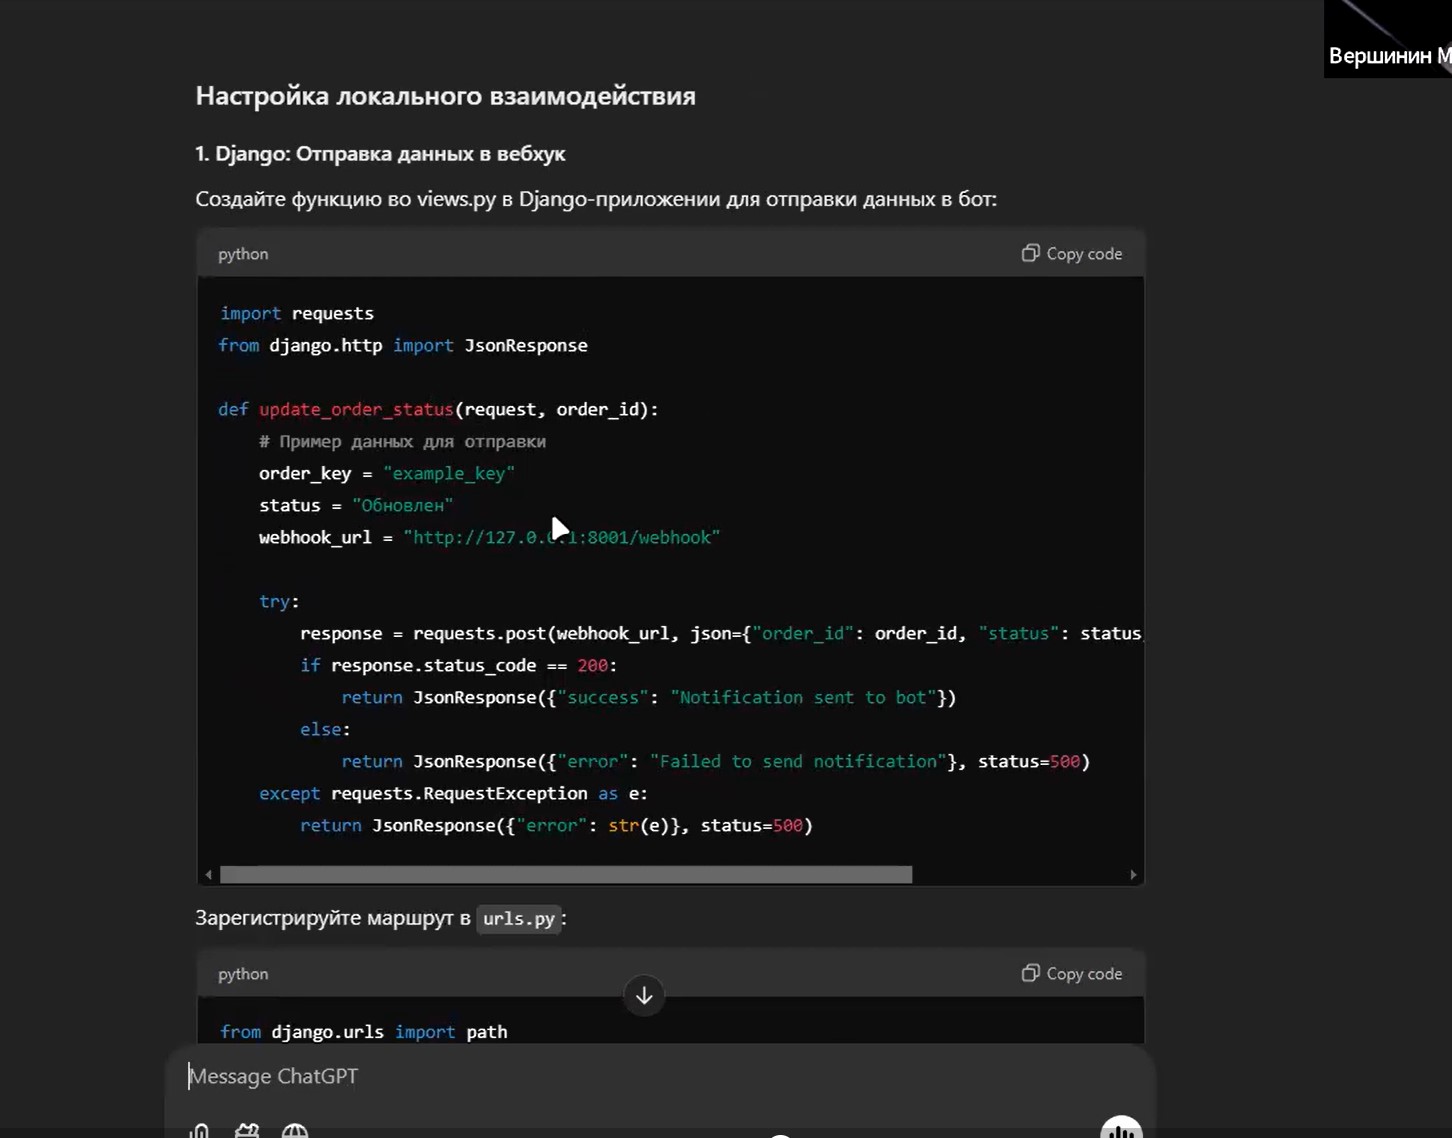 Вершинин М
Настройка локального взаимодействия
1. Django: Отправка данных в вебхук
Создайте функцию во views.py в Django-приложении для отправки данных в бот:
python
Copy code
import requests
from django.http import JsonResponse
def update_order_status(request, order_id):
# Пример данных для отправки
order_key = "example_key"
status = "Обновлен"
webhook_url = "http://127.0.0.1:8001/webhook"
try:
response = requests.post(webhook_url, json={"order_id": order_id, "status": status,
if response.status_code == 200:
return JsonResponse({"success": "Notification sent to bot"})
else:
return JsonResponse({"error": "Failed to send notification"}, status=500)
except requests.RequestException as e:
return JsonResponse({"error": str(e)}, status=500)
Зарегистрируйте маршрут в urls.py:
python
Copy code
from django.urls import path
Message ChatGPT